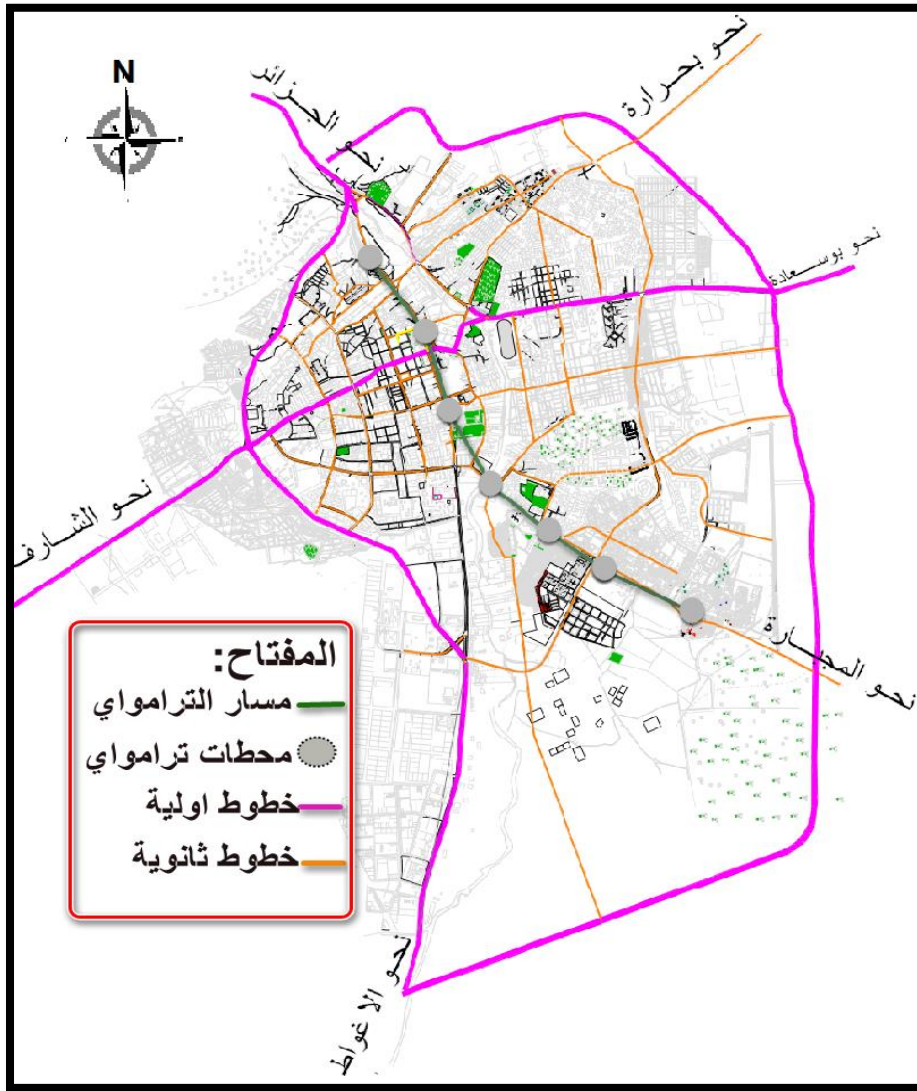 N
نحو الجزائر
نحو بحرارة
نحو بوسعادة
نحو الشارف
نحو المجبارة
نحو الاغواط
المفتاح:
مسار الترامواي
محطات ترامواي
خطوط اولية
خطوط ثانوية